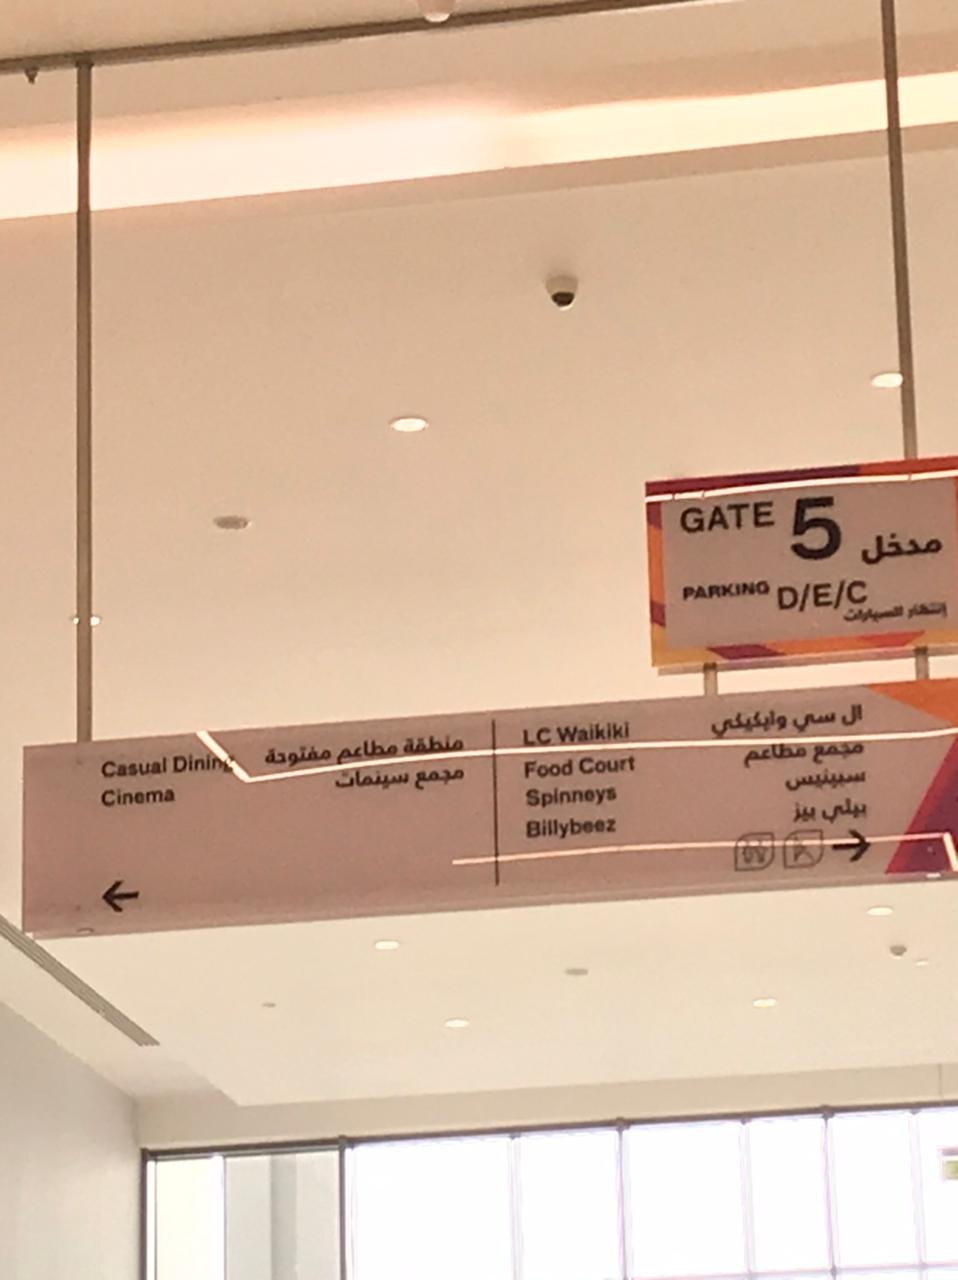 GATE 5 مدخل
PARKING D/E/C
إنتظار السيارات
Casual Dining منطقة مطاعم مفتوحة
Cinema مجمع سينمات
LC Waikiki ال سي وايكيكي
Food Court مجمع مطاعم
Spinneys سبينيس
Billybeez بيلي بيز